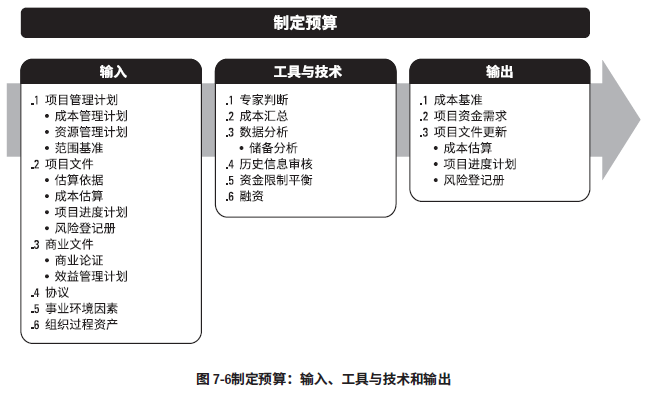 制定预算
输入
.1 项目管理计划
• 成本管理计划
• 资源管理计划
• 范围基准
.2 项目文件
• 估算依据
• 成本估算
• 项目进度计划
• 风险登记册
.3 商业文件
• 商业论证
• 效益管理计划
.4 协议
.5 事业环境因素
.6 组织过程资产
工具与技术
.1 专家判断
.2 成本汇总
.3 数据分析
• 储备分析
.4 历史信息审核
.5 资金限制平衡
.6 融资
输出
.1 成本基准
.2 项目资金需求
.3 项目文件更新
• 成本估算
• 项目进度计划
• 风险登记册
图 7-6制定预算：输入、工具与技术和输出